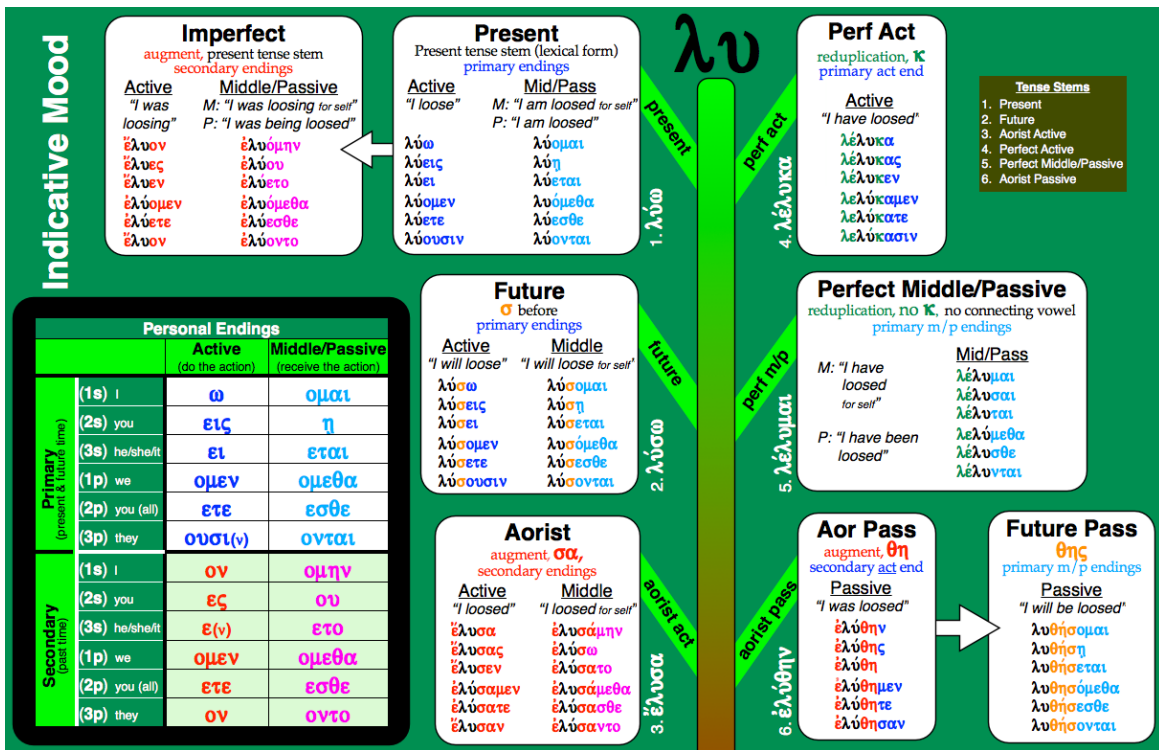 Indicative Mood
Imperfect
augment, present tense stem
secondary endings
Active Middle/Passive
"I was loosing" M: "I was loosing for self"
P: "I was being loosed"
ἔλυον ἐλυόμην
ἔλυες ἐλύου
ἔλυεν ἐλύετο
ἐλύομεν ἐλυόμεθα
ἐλύετε ἐλύεσθε
ἔλυον ἐλύοντο
Present
Present tense stem (lexical form)
primary endings
Active Mid/Pass
"I loose" M: "I am loosed for self"
P: "I am loosed"
λύω λύομαι
λύεις λύῃ
λύει λύεται
λύομεν λυόμεθα
λύετε λύεσθε
λύουσιν λύονται
λυ
present
1. λύω
perf act
4. λέλυκα
Perf Act
reduplication, κ
primary act end
Active
"I have loosed"
λέλυκα
λέλυκας
λέλυκεν
λελύκαμεν
λελύκατε
λελύκασιν
Tense Stems
1. Present
2. Future
3. Aorist Active
4. Perfect Active
5. Perfect Middle/Passive
6. Aorist Passive
Personal Endings
Active Middle/Passive
(do the action) (receive the action)
Primary
(present & future time)
(1s) I ω ομαι
(2s) you εις ῃ
(3s) he/she/it ει εται
(1p) we ομεν ομεθα
(2p) you (all) ετε εσθε
(3p) they ουσι(ν) ονται
Secondary
(past time)
(1s) I ον ομην
(2s) you ες ου
(3s) he/she/it ε(ν) ετο
(1p) we ομεν ομεθα
(2p) you (all) ετε εσθε
(3p) they ον οντο
Future
σ before
primary endings
Active Middle
"I will loose" "I will loose for self"
λύσω λύσομαι
λύσεις λύσῃ
λύσει λύσεται
λύσομεν λυσόμεθα
λύσετε λύσεσθε
λύσουσιν λύσονται
future
2. λύσω
perf m/p
5. λέλυμαι
Perfect Middle/Passive
reduplication, no κ, no connecting vowel
primary m/p endings
Mid/Pass
M: "I have
loosed
for self"
P: "I have been
loosed"
λέλυμαι
λέλυσαι
λέλυται
λελύμεθα
λέλυσθε
λέλυνται
Aorist
augment, σα,
secondary endings
Active Middle
"I loosed" "I loosed for self"
ἔλυσα ἐλυσάμην
ἔλυσας ἐλύσω
ἔλυσεν ἐλύσατο
ἐλύσαμεν ἐλυσάμεθα
ἐλύσατε ἐλύσασθε
ἔλυσαν ἐλύσαντο
aorist act
3. ἔλυσα
aorist pass
6. ἐλύθην
Aor Pass
augment, θη
secondary act end
Passive
"I was loosed"
ἐλύθην
ἐλύθης
ἐλύθη
ἐλύθημεν
ἐλύθητε
ἐλύθησαν
Future Pass
θης
primary m/p endings
Passive
"I will be loosed"
λυθήσομαι
λυθήσῃ
λυθήσεται
λυθησόμεθα
λυθήσεσθε
λυθήσονται